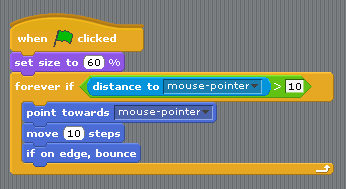 when clicked
set size to 60 %
forever if distance to mouse-pointer > 10
point towards mouse-pointer
move 10 steps
if on edge, bounce